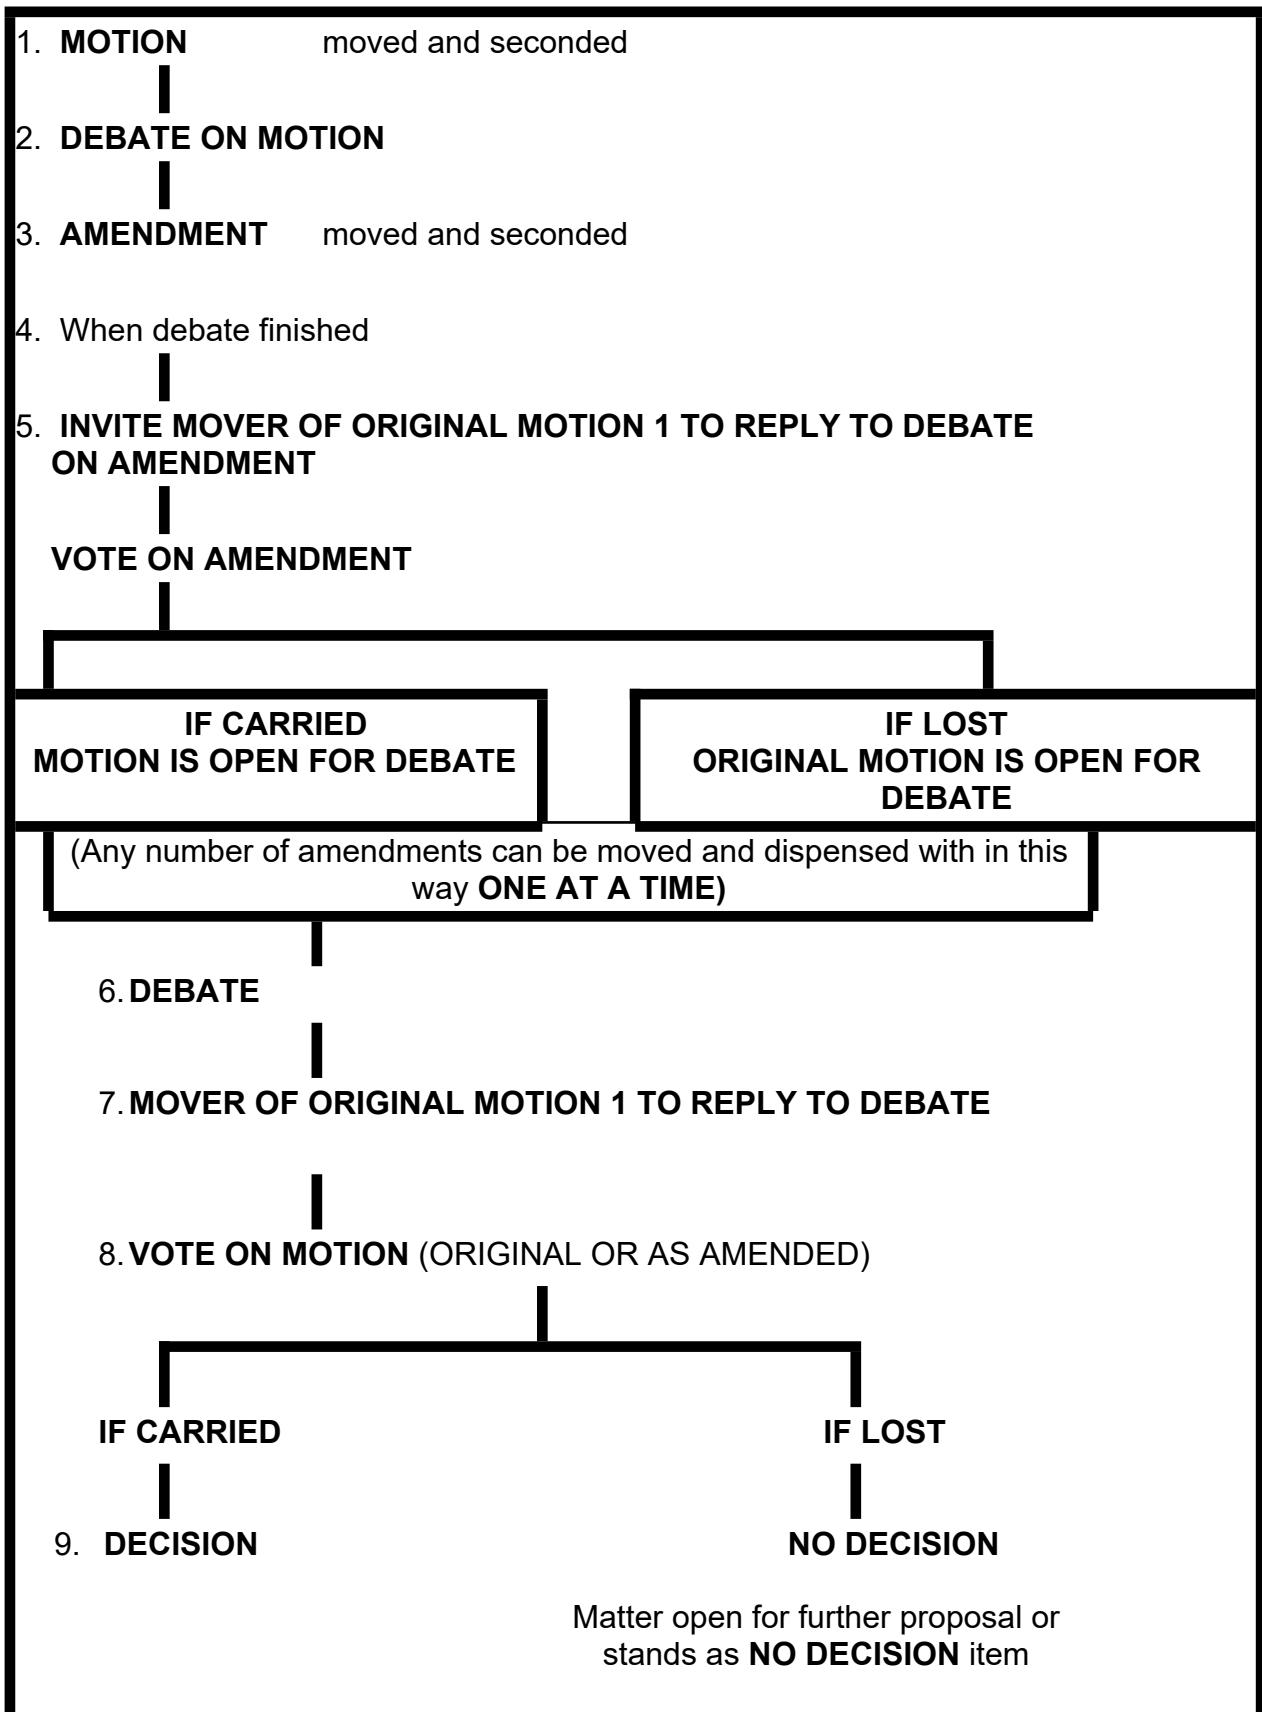 1. MOTION moved and seconded
2. DEBATE ON MOTION
3. AMENDMENT moved and seconded
4. When debate finished
5. INVITE MOVER OF ORIGINAL MOTION 1 TO REPLY TO DEBATE
ON AMENDMENT
VOTE ON AMENDMENT
IF CARRIED
MOTION IS OPEN FOR DEBATE
IF LOST
ORIGINAL MOTION IS OPEN FOR
DEBATE
(Any number of amendments can be moved and dispensed with in this
way ONE AT A TIME)
6. DEBATE
7. MOVER OF ORIGINAL MOTION 1 TO REPLY TO DEBATE
8. VOTE ON MOTION (ORIGINAL OR AS AMENDED)
IF CARRIED
IF LOST
9. DECISION
NO DECISION
Matter open for further proposal or
stands as NO DECISION item